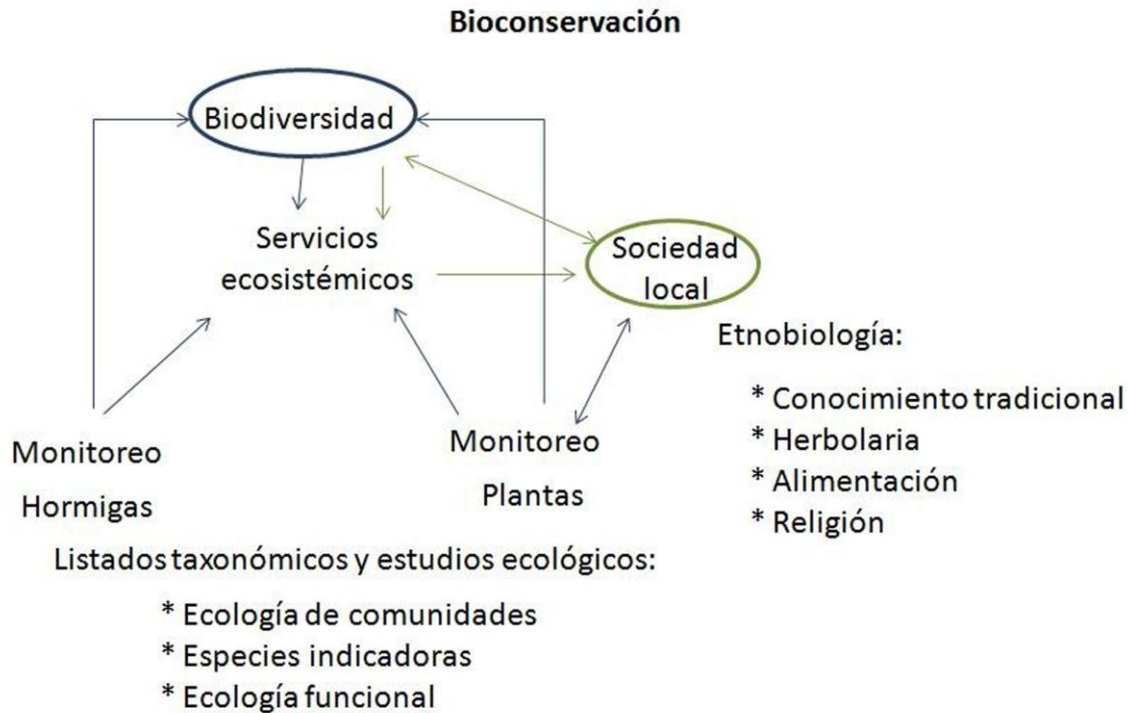 Bioconservación
Biodiversidad
Servicios
ecosistémicos
Sociedad
local
Etnobiología:
* Conocimiento tradicional
* Herbolaria
* Alimentación
* Religión
Monitoreo
Hormigas
Monitoreo
Plantas
Listados taxonómicos y estudios ecológicos:
* Ecología de comunidades
* Especies indicadoras
* Ecología funcional